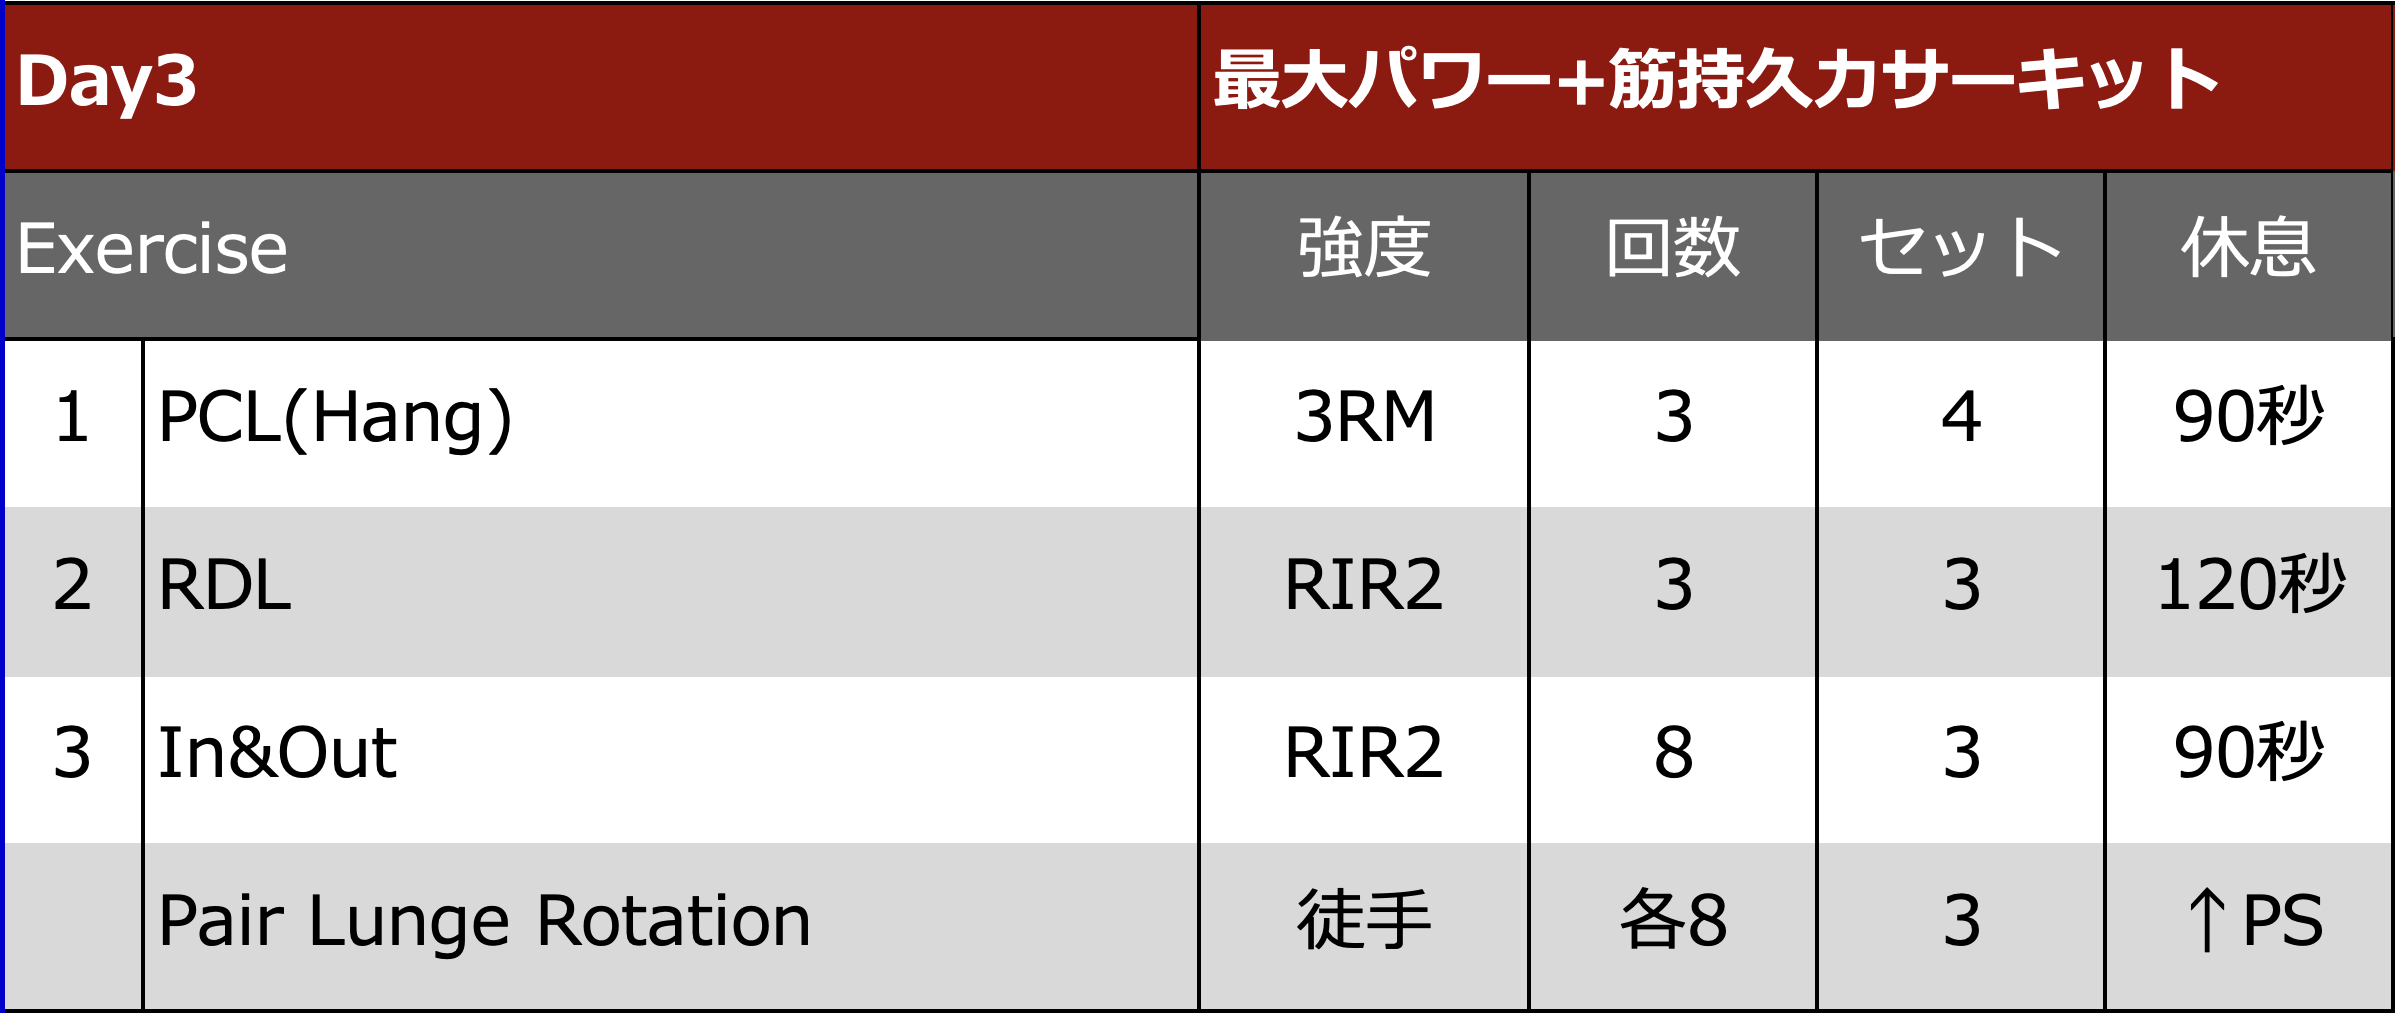 Day3 最大パワー+筋持久力サーキット
Exercise 強度 回数 セット 休息
1 PCL(Hang) 3RM 3 4 90秒
2 RDL RIR2 3 3 120秒
3 In&Out RIR2 8 3 90秒
Pair Lunge Rotation 徒手 各8 3 ↑PS